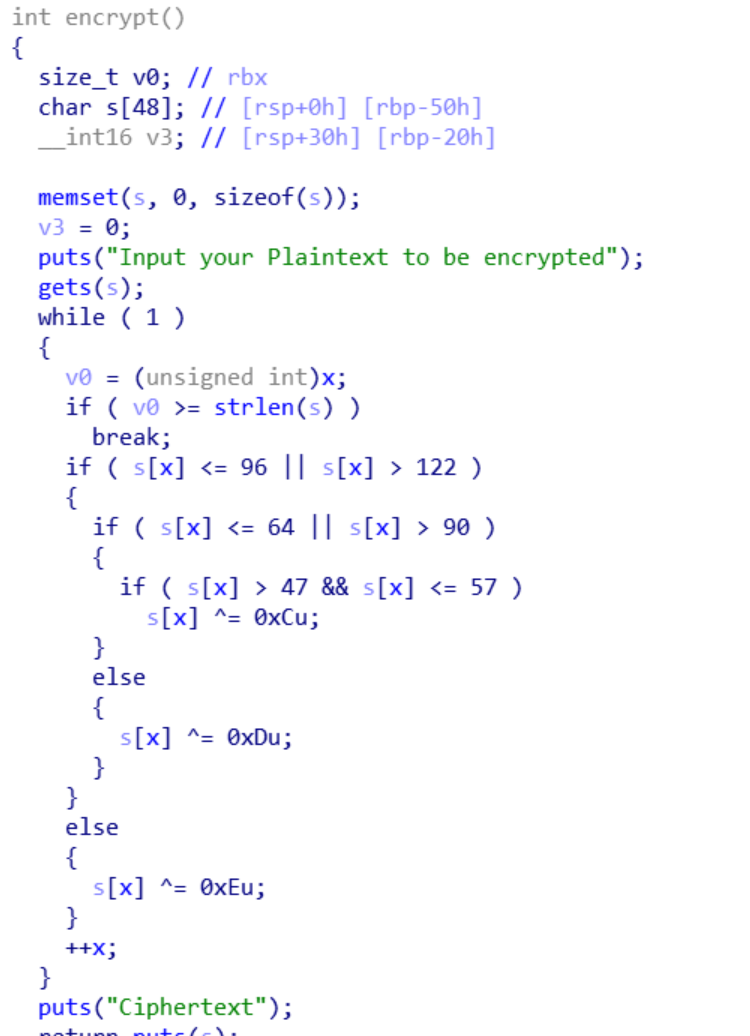 int encrypt()
{
  size_t v0; // rbx
  char s[48]; // [rsp+0h] [rbp-50h]
  __int16 v3; // [rsp+30h] [rbp-20h]

  memset(s, 0, sizeof(s));
  v3 = 0;
  puts("Input your Plaintext to be encrypted");
  gets(s);
  while ( 1 )
  {
    v0 = (unsigned int)x;
    if ( v0 >= strlen(s) )
      break;
    if ( s[x] <= 96 || s[x] > 122 )
    {
      if ( s[x] <= 64 || s[x] > 90 )
      {
        if ( s[x] > 47 && s[x] <= 57 )
          s[x] ^= 0xCu;
      }
      else
      {
        s[x] ^= 0xDu;
      }
    }
    else
    {
      s[x] ^= 0xEu;
    }
    ++x;
  }
  puts("Ciphertext");
  return puts(s);